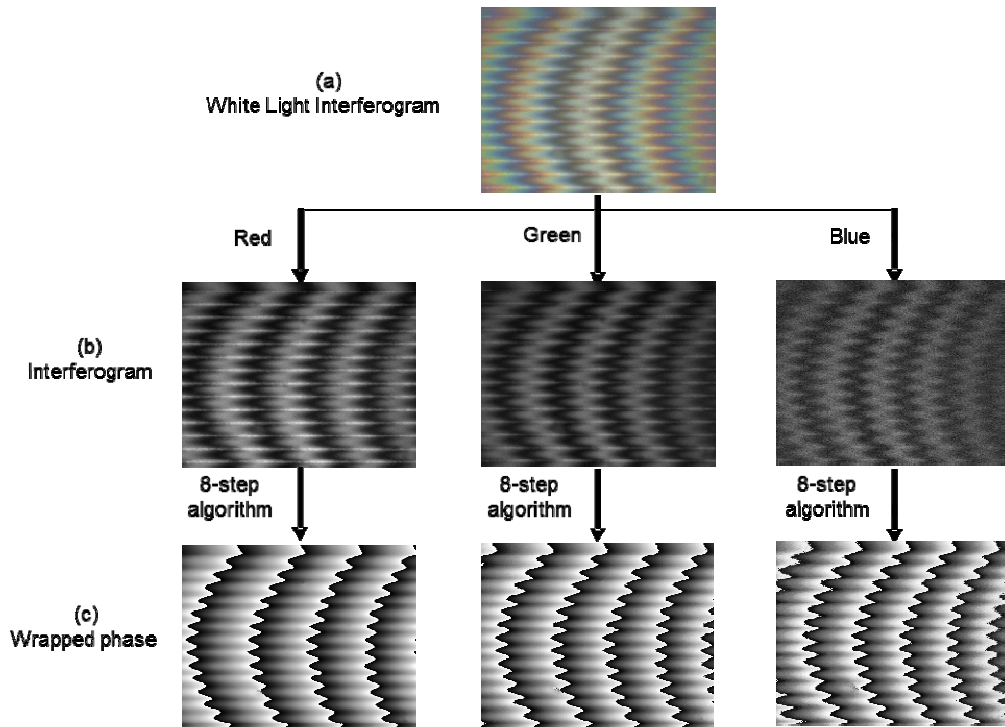 (a)
White Light Interferogram
Red
Green
Blue
(b)
Interferogram
8-step
algorithm
8-step
algorithm
8-step
algorithm
(c)
Wrapped phase